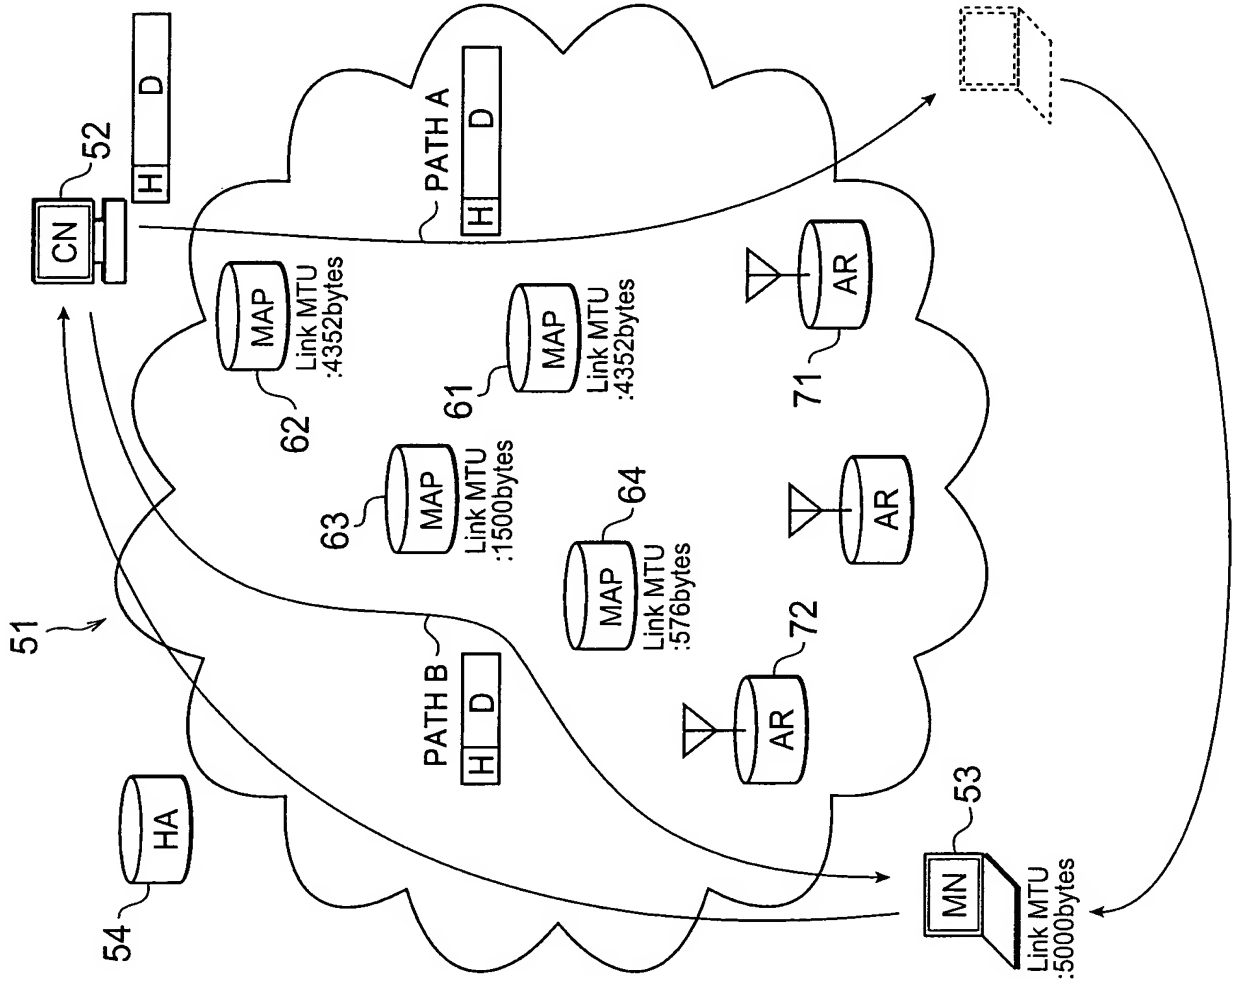 51
54
HA
CN
52
H D
MAP
Link MTU
:4352bytes
62
PATH A
H D
61
MAP
Link MTU
:4352bytes
63
MAP
Link MTU
:1500bytes
PATH B
H D
64
MAP
Link MTU
:576bytes
72
AR
AR
71
AR
53
MN
Link MTU
:5000bytes